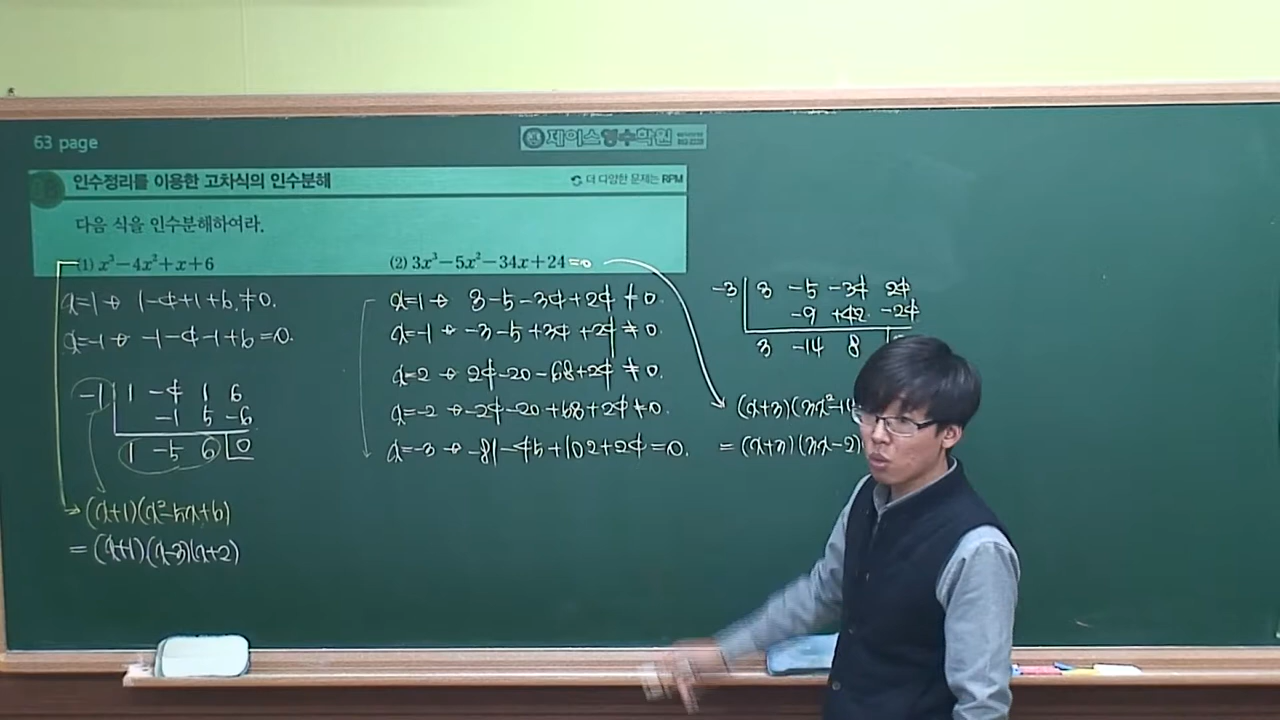 63 page
제이스영수학원
인수정리를 이용한 고차식의 인수분해
더 다양한 문제는 RPM
다음 식을 인수분해하여라.
(1) x³-4x²+x+6
(2) 3x³-5x²-34x+24=0
x=1→ 1-4+1+6≠0.
x=-1→ -1-4-1+6=0.
-1 1 -4 1 6
-1 5 -6
1 -5 6 0
→(x+1)(x²-5x+6)
=(x+1)(x-3)(x+2)
x=1→ 3-5-34+24≠0.
x=-1→ -3-5+34+24≠0.
x=2→ 24-20-68+24≠0.
x=-2→ -24-20+68+24≠0.
x=-3→ -81-45+102+24=0.
-3 3 -5 -34 24
-9 +42 -24
3 -14 8
(x+3)(3x²-14
=(x+3)(3x-2)